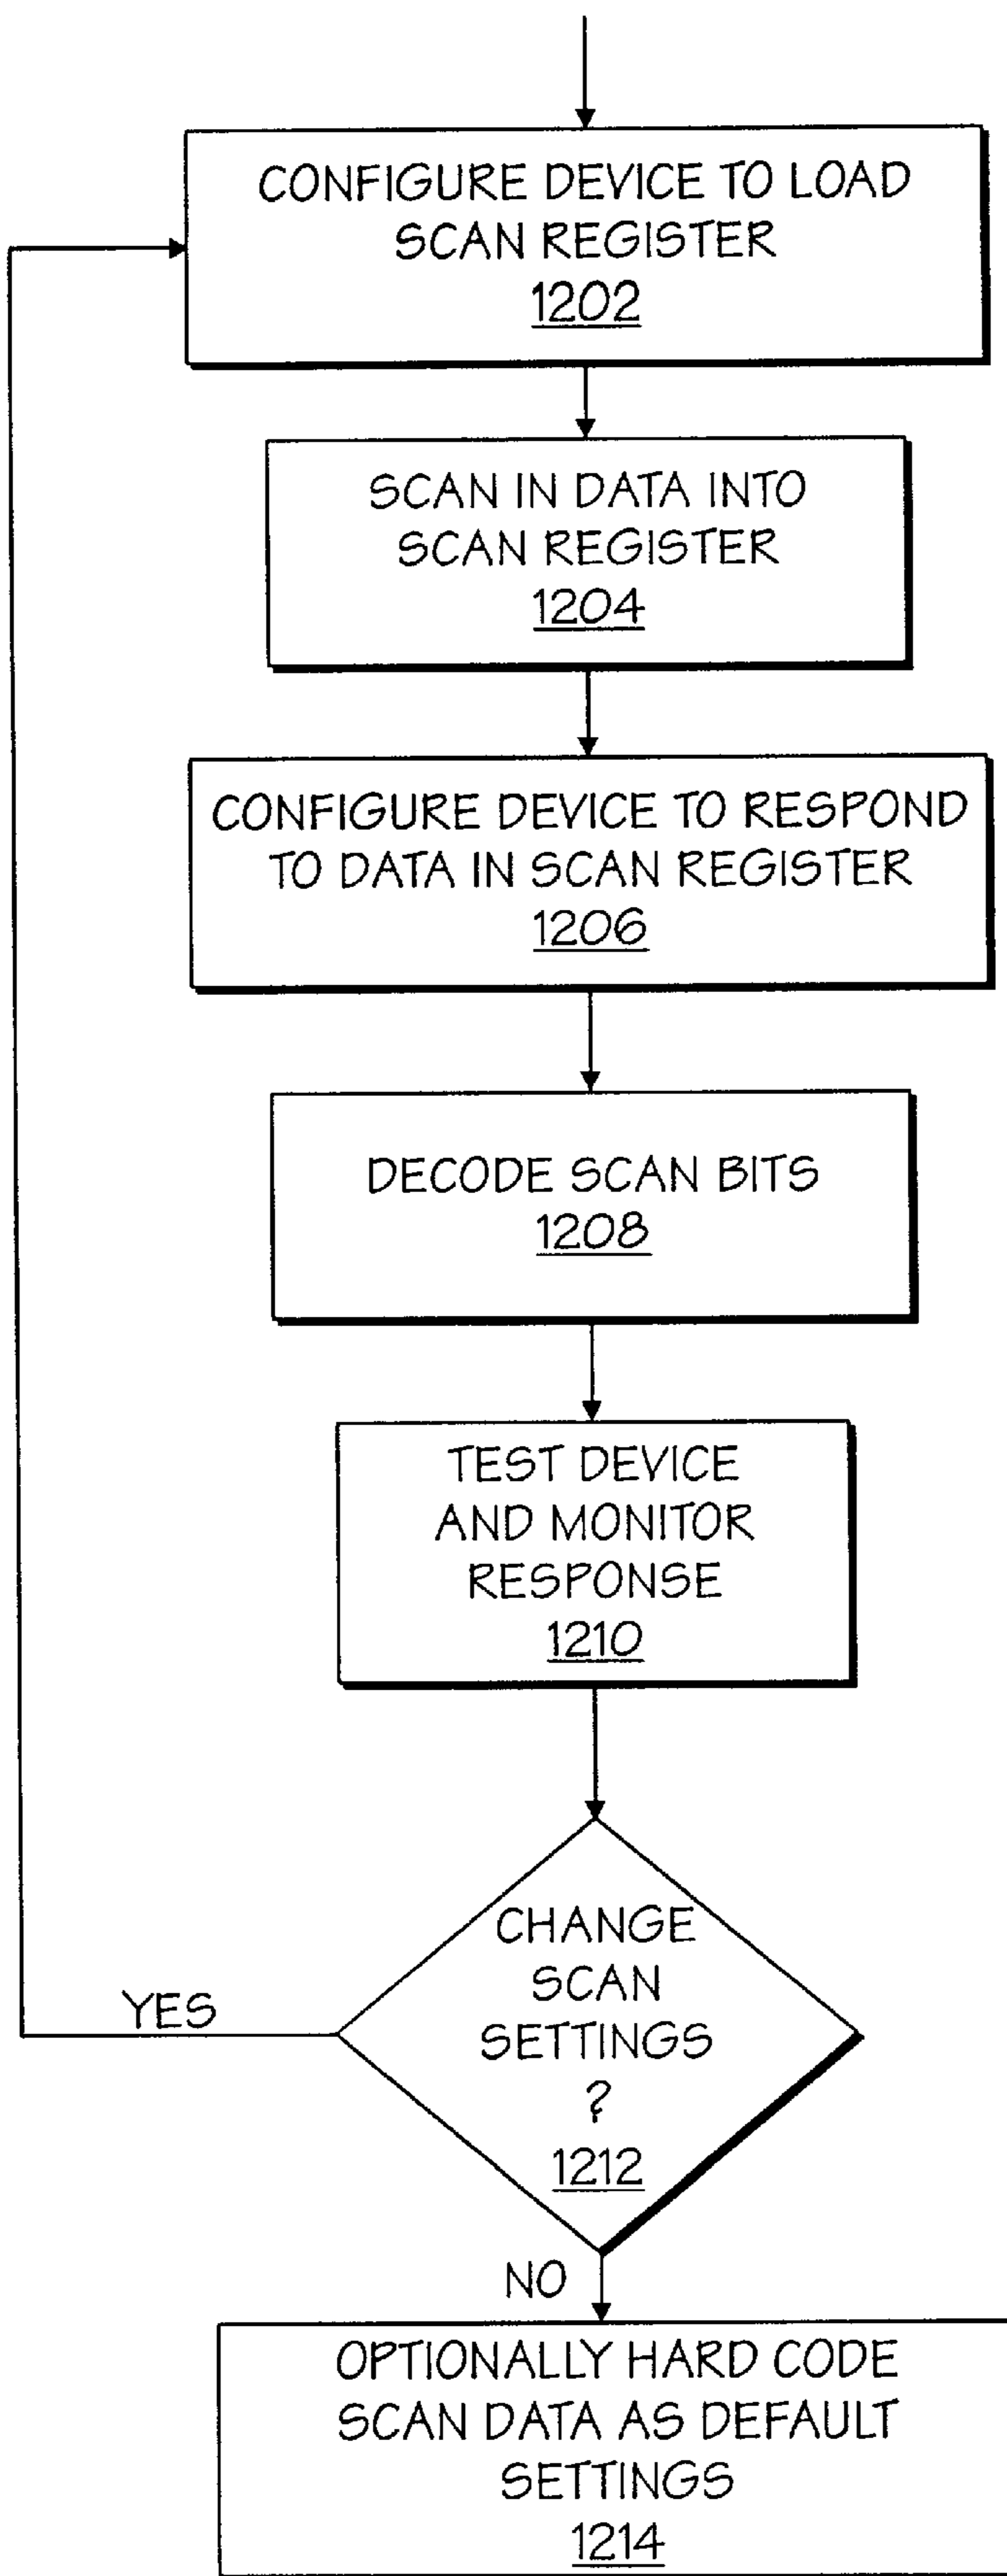 CONFIGURE DEVICE TO LOAD
SCAN REGISTER
1202
SCAN IN DATA INTO
SCAN REGISTER
1204
CONFIGURE DEVICE TO RESPOND
TO DATA IN SCAN REGISTER
1206
DECODE SCAN BITS
1208
TEST DEVICE
AND MONITOR
RESPONSE
1210
CHANGE
SCAN
SETTINGS
?
1212
YES
NO
OPTIONALLY HARD CODE
SCAN DATA AS DEFAULT
SETTINGS
1214